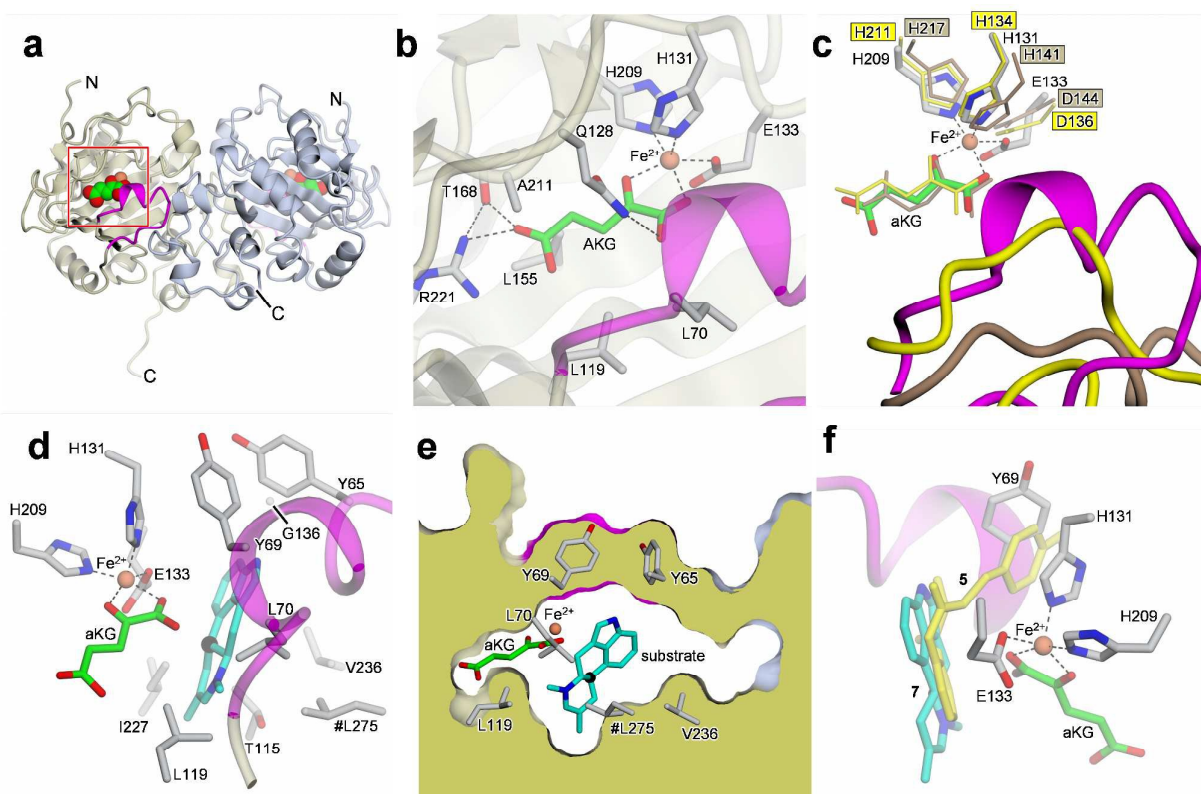 a
N
N
C
C
b
H131
H209
Q128
E133
Fe2+
A211
T168
AKG
L155
R221
L70
L119
c
H211
H217
H134
H209
H131
H141
E133
D144
D136
Fe2+
aKG
d
H131
Y65
H209
G136
Y69
Fe2+
E133
L70
aKG
V236
I227
#L275
T115
L119
e
Y69
Y65
L70
Fe2+
aKG
substrate
L119
#L275
V236
f
Y69
H131
5
H209
Fe2+
7
E133
aKG